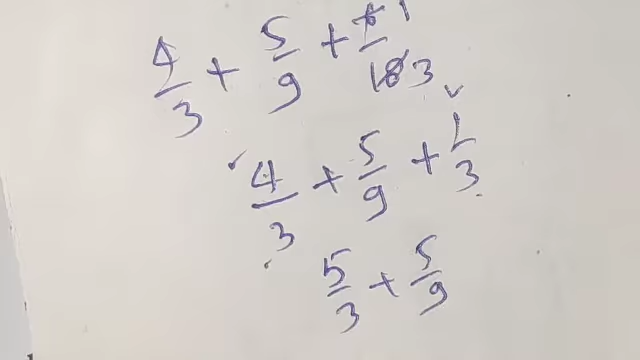 4/3 + 5/9 + 6/18 1 3
4/3 + 5/9 + 1/3
5/3 + 5/9